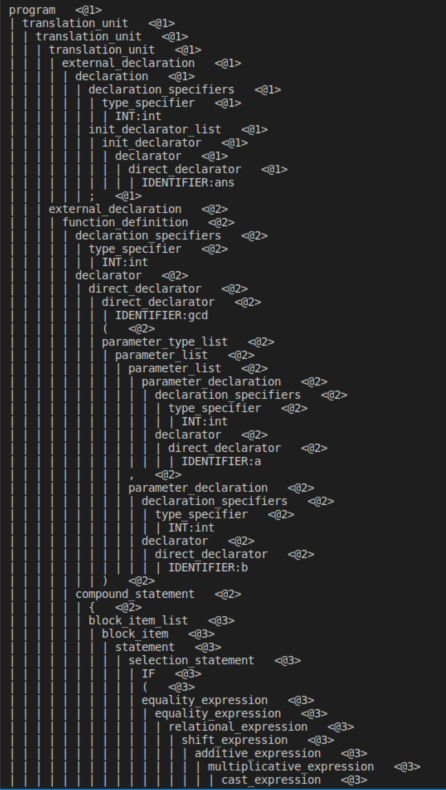 program <@1>
| translation_unit <@1>
| | translation_unit <@1>
| | | translation_unit <@1>
| | | | external_declaration <@1>
| | | | | declaration <@1>
| | | | | | declaration_specifiers <@1>
| | | | | | | type_specifier <@1>
| | | | | | | | INT:int
| | | | | | init_declarator_list <@1>
| | | | | | | init_declarator <@1>
| | | | | | | | declarator <@1>
| | | | | | | | | direct_declarator <@1>
| | | | | | | | | | IDENTIFIER:ans
| | | | | | ; <@1>
| | | external_declaration <@2>
| | | | function_definition <@2>
| | | | | declaration_specifiers <@2>
| | | | | | type_specifier <@2>
| | | | | | | INT:int
| | | | | declarator <@2>
| | | | | | direct_declarator <@2>
| | | | | | | direct_declarator <@2>
| | | | | | | | IDENTIFIER:gcd
| | | | | | | ( <@2>
| | | | | | | parameter_type_list <@2>
| | | | | | | | parameter_list <@2>
| | | | | | | | | parameter_list <@2>
| | | | | | | | | | parameter_declaration <@2>
| | | | | | | | | | | declaration_specifiers <@2>
| | | | | | | | | | | | type_specifier <@2>
| | | | | | | | | | | | | INT:int
| | | | | | | | | | | declarator <@2>
| | | | | | | | | | | | direct_declarator <@2>
| | | | | | | | | | | | | IDENTIFIER:a
| | | | | | | | | , <@2>
| | | | | | | | | parameter_declaration <@2>
| | | | | | | | | | declaration_specifiers <@2>
| | | | | | | | | | | type_specifier <@2>
| | | | | | | | | | | | INT:int
| | | | | | | | | | declarator <@2>
| | | | | | | | | | | direct_declarator <@2>
| | | | | | | | | | | | IDENTIFIER:b
| | | | | | | ) <@2>
| | | | | compound_statement <@2>
| | | | | | { <@2>
| | | | | | block_item_list <@3>
| | | | | | | block_item <@3>
| | | | | | | | statement <@3>
| | | | | | | | | selection_statement <@3>
| | | | | | | | | | IF <@3>
| | | | | | | | | | ( <@3>
| | | | | | | | | | equality_expression <@3>
| | | | | | | | | | | equality_expression <@3>
| | | | | | | | | | | | relational_expression <@3>
| | | | | | | | | | | | | shift_expression <@3>
| | | | | | | | | | | | | | additive_expression <@3>
| | | | | | | | | | | | | | | multiplicative_expression <@3>
| | | | | | | | | | | | | | | | cast_expression <@3>